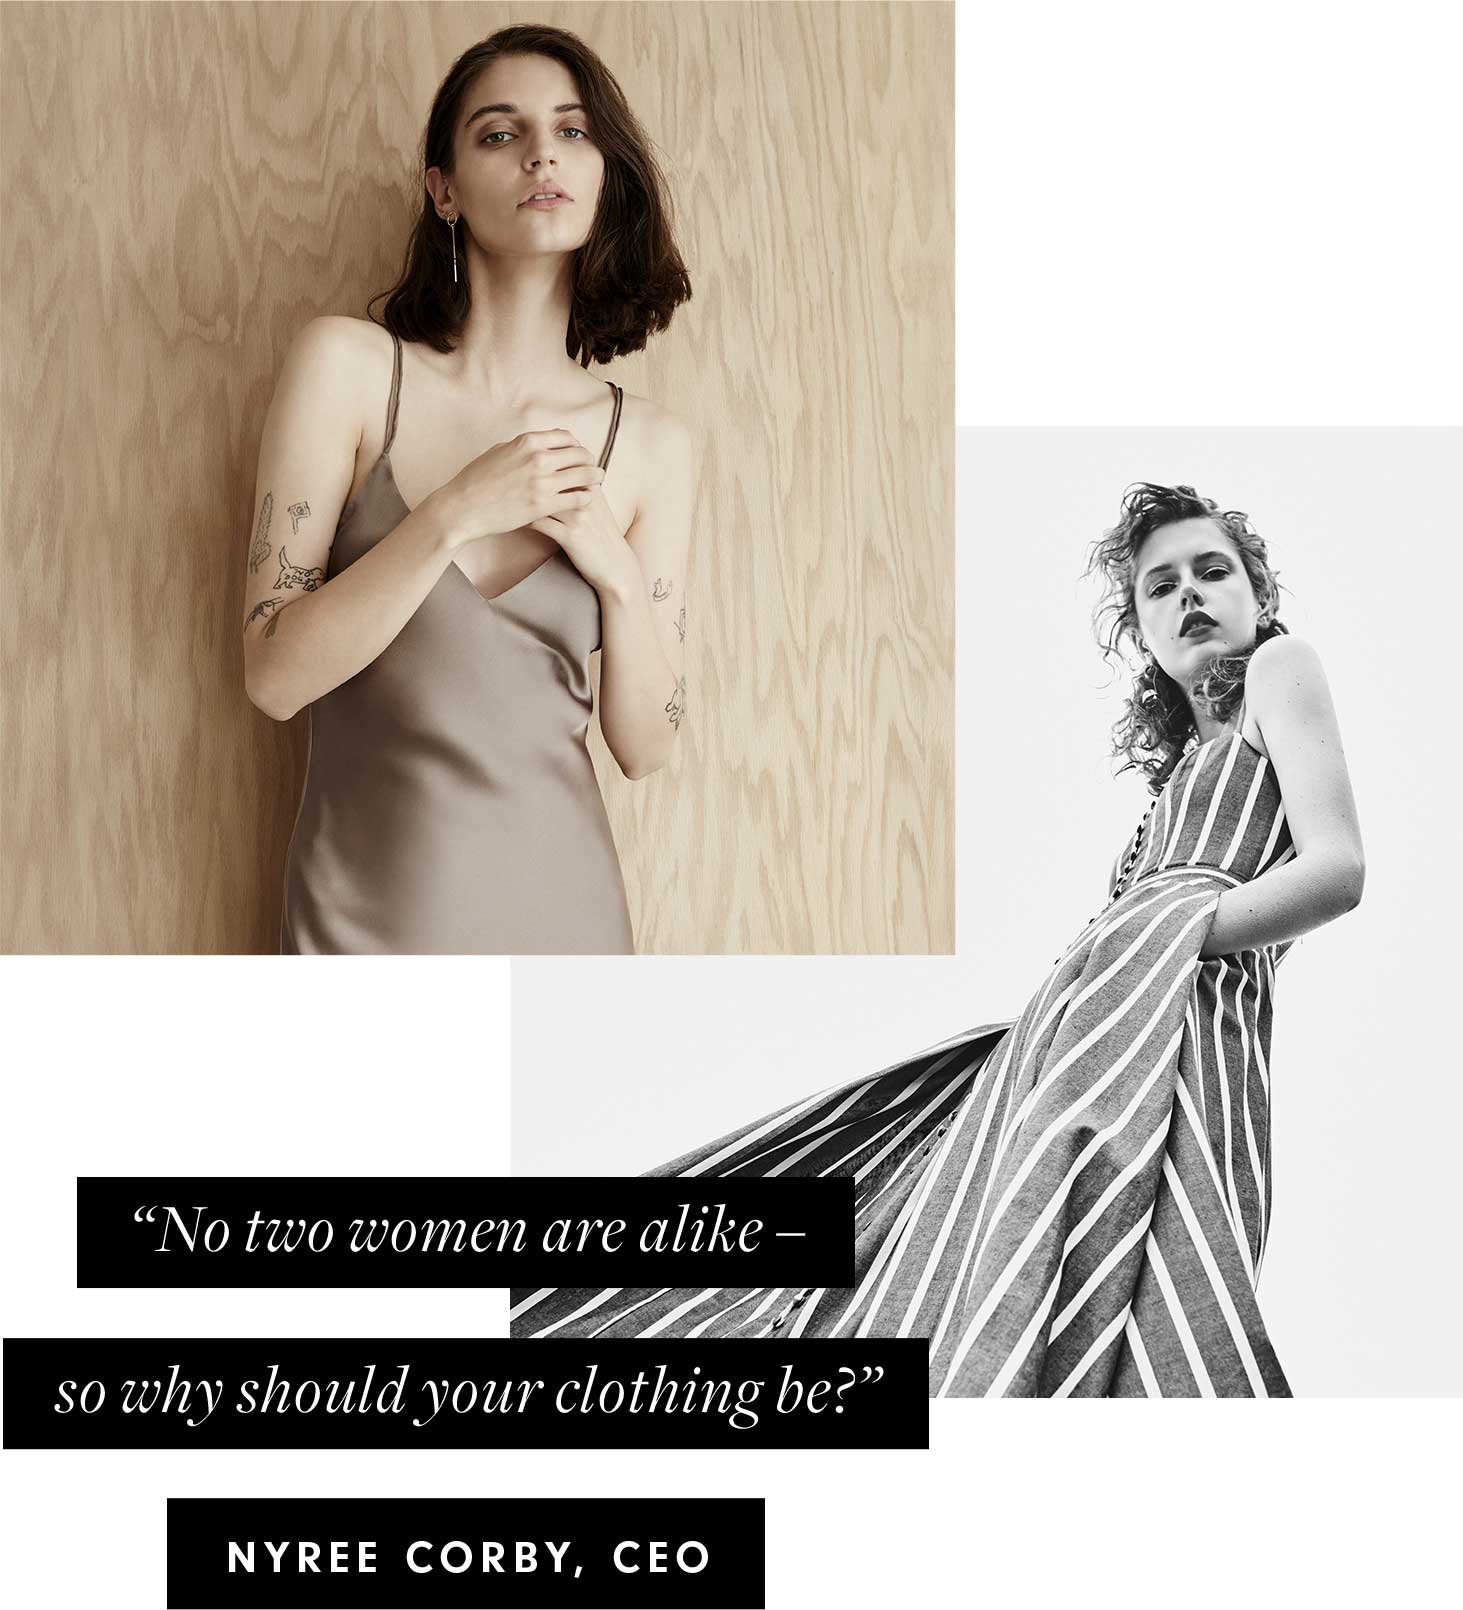 “No two women are alike –
so why should your clothing be?”
NYREE CORBY, CEO